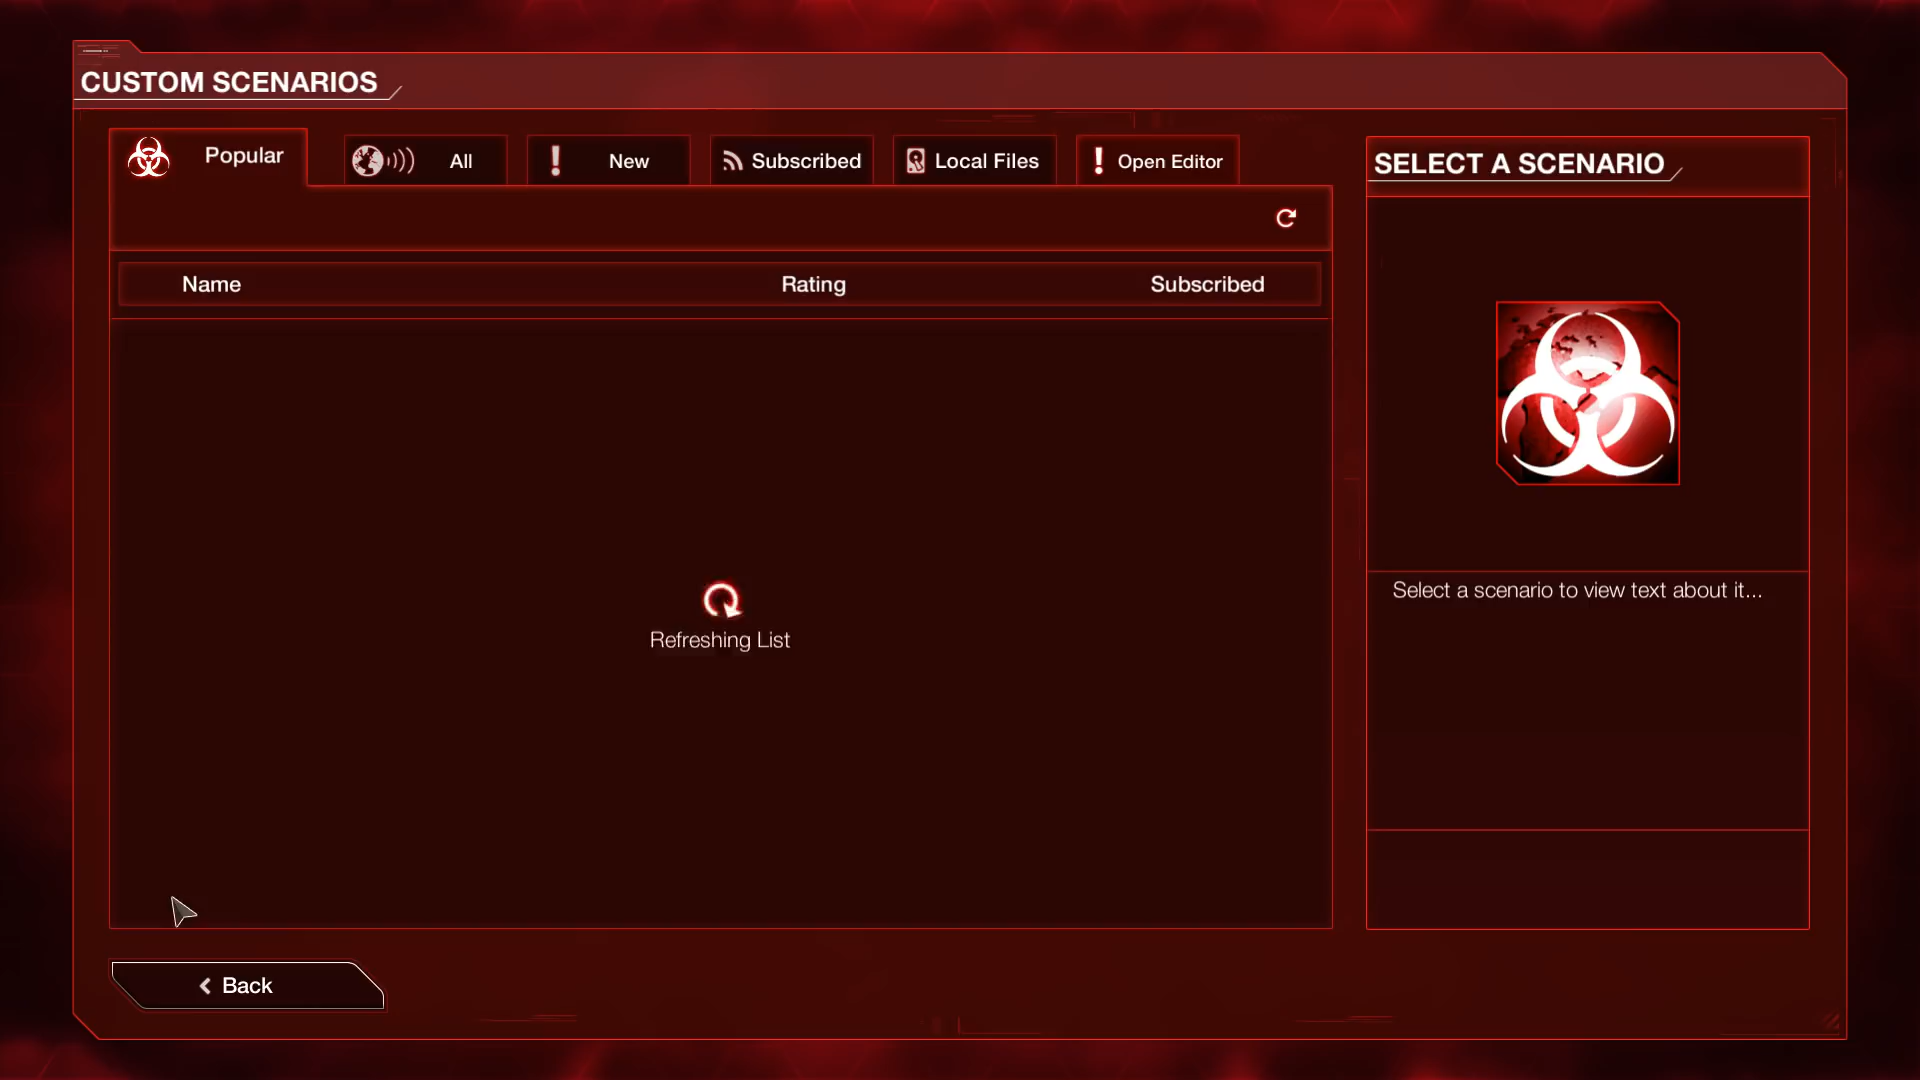 CUSTOM SCENARIOS
Popular
All
New
Subscribed
Local Files
Open Editor
SELECT A SCENARIO
Name
Rating
Subscribed
Refreshing List
Select a scenario to view text about it...
Back